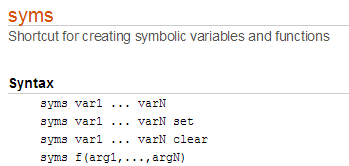 syms
Shortcut for creating symbolic variables and functions
Syntax
syms var1 ... varN
syms var1 ... varN set
syms var1 ... varN clear
syms f(arg1,...,argN)